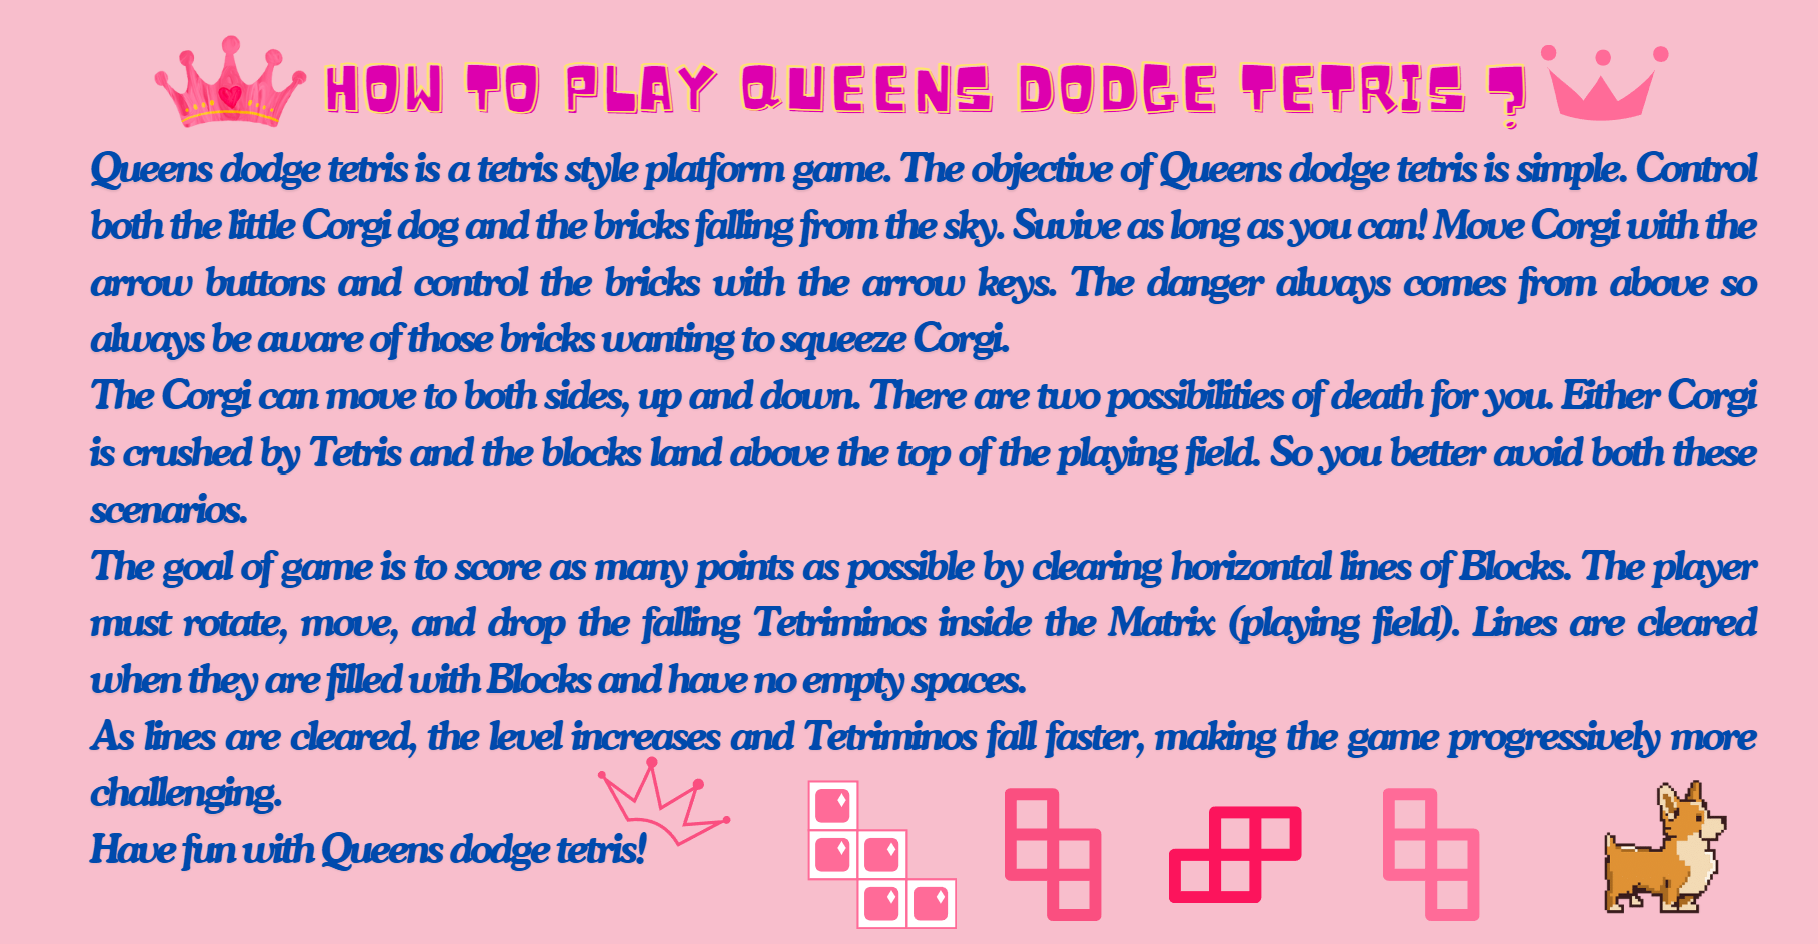 HOW TO PLAY QUEENS DODGE TETRIS ?
Queens dodge tetris is a tetris style platform game. The objective of Queens dodge tetris is simple. Control
both the little Corgi dog and the bricks falling from the sky. Suvive as long as you can! Move Corgi with the
arrow buttons and control the bricks with the arrow keys. The danger always comes from above so
always be aware of those bricks wanting to squeeze Corgi.
The Corgi can move to both sides, up and down. There are two possibilities of death for you. Either Corgi
is crushed by Tetris and the blocks land above the top of the playing field. So you better avoid both these
scenarios.
The goal of game is to score as many points as possible by clearing horizontal lines of Blocks. The player
must rotate, move, and drop the falling Tetriminos inside the Matrix (playing field). Lines are cleared
when they are filled with Blocks and have no empty spaces.
As lines are cleared, the level increases and Tetriminos fall faster, making the game progressively more
challenging.
Have fun with Queens dodge tetris!